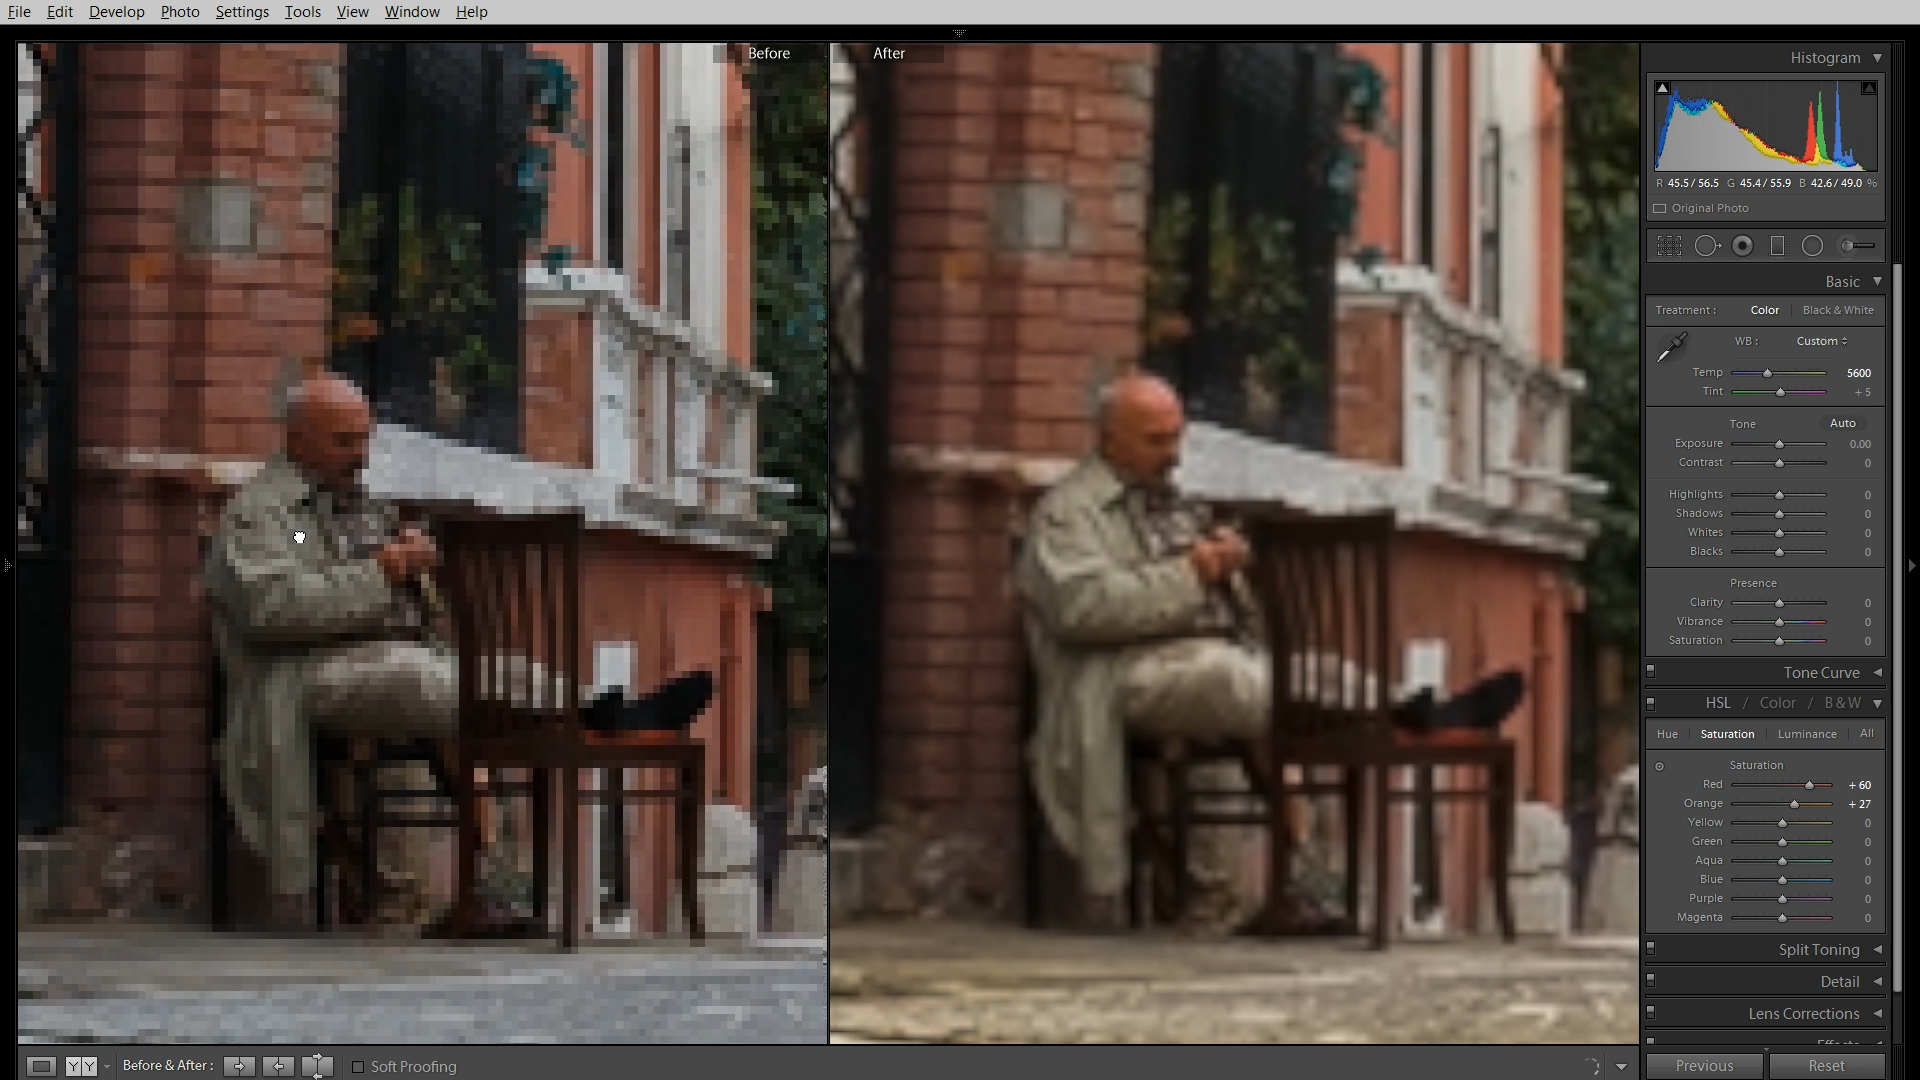 File Edit Develop Photo Settings Tools View Window Help
Before
After
Histogram
R 45.5 / 56.5 G 45.4 / 55.9 B 42.6 / 49.0 %
Original Photo
Basic
Treatment : Color Black & White
WB : Custom
Temp 5600
Tint + 5
Tone Auto
Exposure 0.00
Contrast 0
Highlights 0
Shadows 0
Whites 0
Blacks 0
Presence
Clarity 0
Vibrance 0
Saturation 0
Tone Curve
HSL / Color / B & W
Hue Saturation Luminance All
Saturation
Red + 60
Orange + 27
Yellow 0
Green 0
Aqua 0
Blue 0
Purple 0
Magenta 0
Split Toning
Detail
Lens Corrections
Y Y Before & After : Soft Proofing
Previous Reset